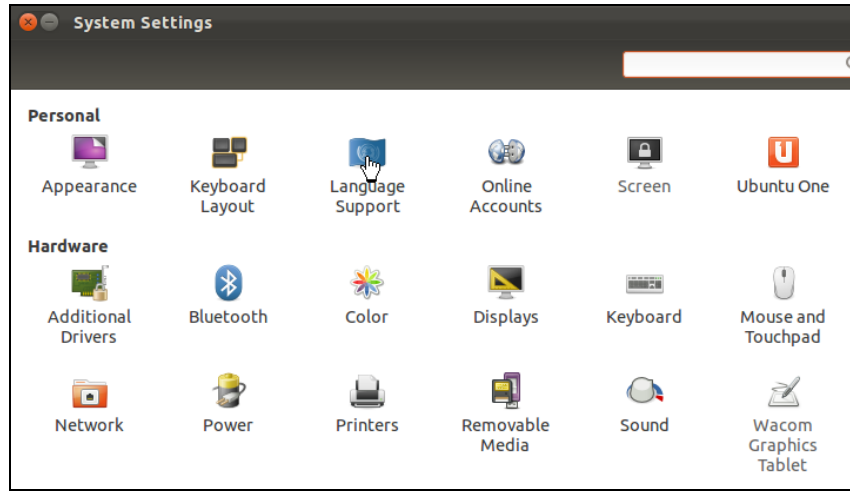 System Settings
Personal
Appearance
Keyboard
Layout
Language
Support
Online
Accounts
Screen
Ubuntu One
Hardware
Additional
Drivers
Bluetooth
Color
Displays
Keyboard
Mouse and
Touchpad
Network
Power
Printers
Removable
Media
Sound
Wacom
Graphics
Tablet